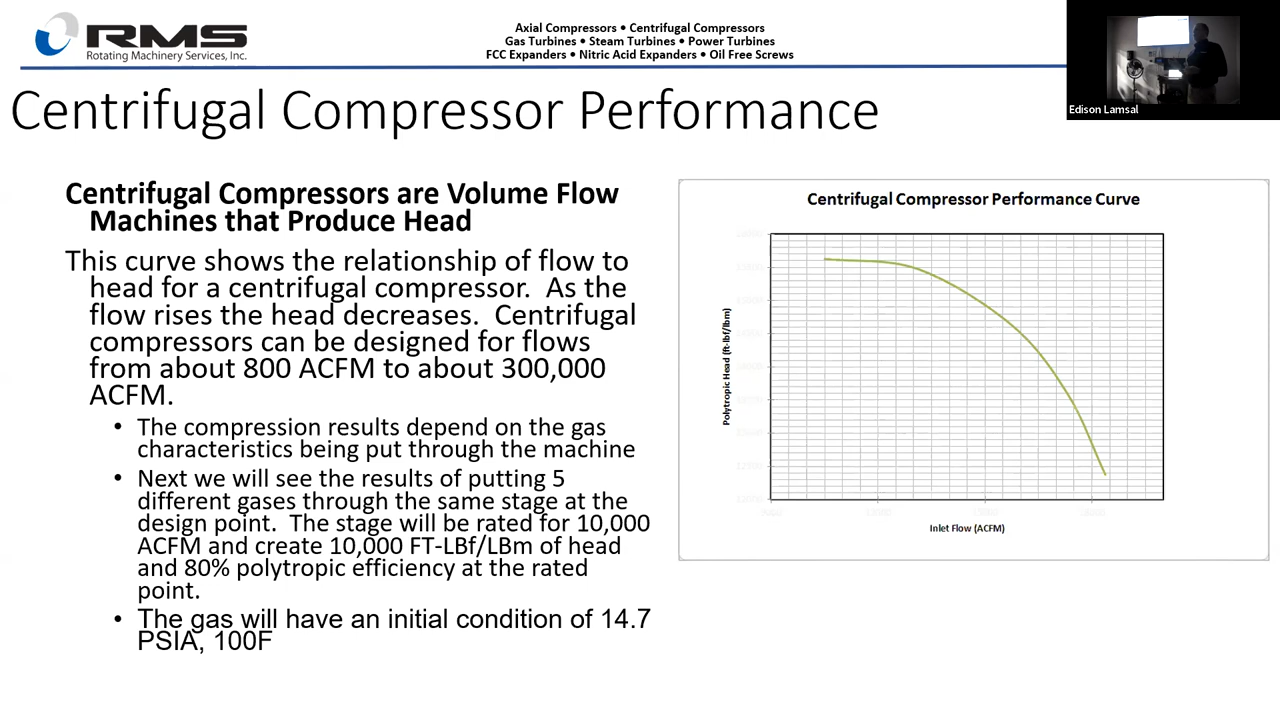 RMS
Rotating Machinery Services, Inc.
Axial Compressors • Centrifugal Compressors
Gas Turbines • Steam Turbines • Power Turbines
FCC Expanders • Nitric Acid Expanders • Oil Free Screws
Edison Lamsal
Centrifugal Compressor Performance
Centrifugal Compressors are Volume Flow
Machines that Produce Head
This curve shows the relationship of flow to
head for a centrifugal compressor. As the
flow rises the head decreases. Centrifugal
compressors can be designed for flows
from about 800 ACFM to about 300,000
ACFM.
• The compression results depend on the gas
characteristics being put through the machine
• Next we will see the results of putting 5
different gases through the same stage at the
design point. The stage will be rated for 10,000
ACFM and create 10,000 FT-LBf/LBm of head
and 80% polytropic efficiency at the rated
point.
• The gas will have an initial condition of 14.7
PSIA, 100F
Centrifugal Compressor Performance Curve
Polytropic Head (ft-lbf/lbm)
Inlet Flow (ACFM)